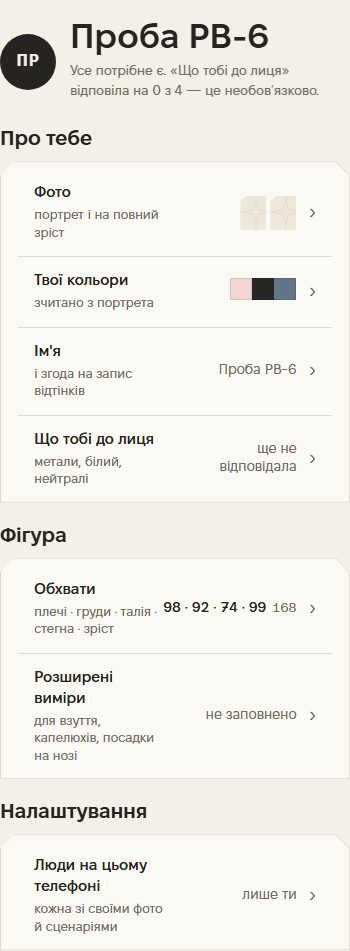 ПР
Проба РВ-6
Усе потрібне є. «Що тобі до лиця»
відповіла на 0 з 4 — це необов'язково.
Про тебе
Фото
портрет і на повний
зріст
›
Твої кольори
зчитано з портрета
›
Ім'я
і згода на запис
відтінків
Проба РВ-6 ›
Що тобі до лиця
метали, білий,
нейтралі
ще не
відповідала ›
Фігура
Обхвати
плечі · груди · талія ·
стегна · зріст
98 · 92 · 74 · 99 168 ›
Розширені
виміри
для взуття,
капелюхів, посадки
на нозі
не заповнено ›
Налаштування
Люди на цьому
телефоні
кожна зі своїми фото
й сценаріями
лише ти ›